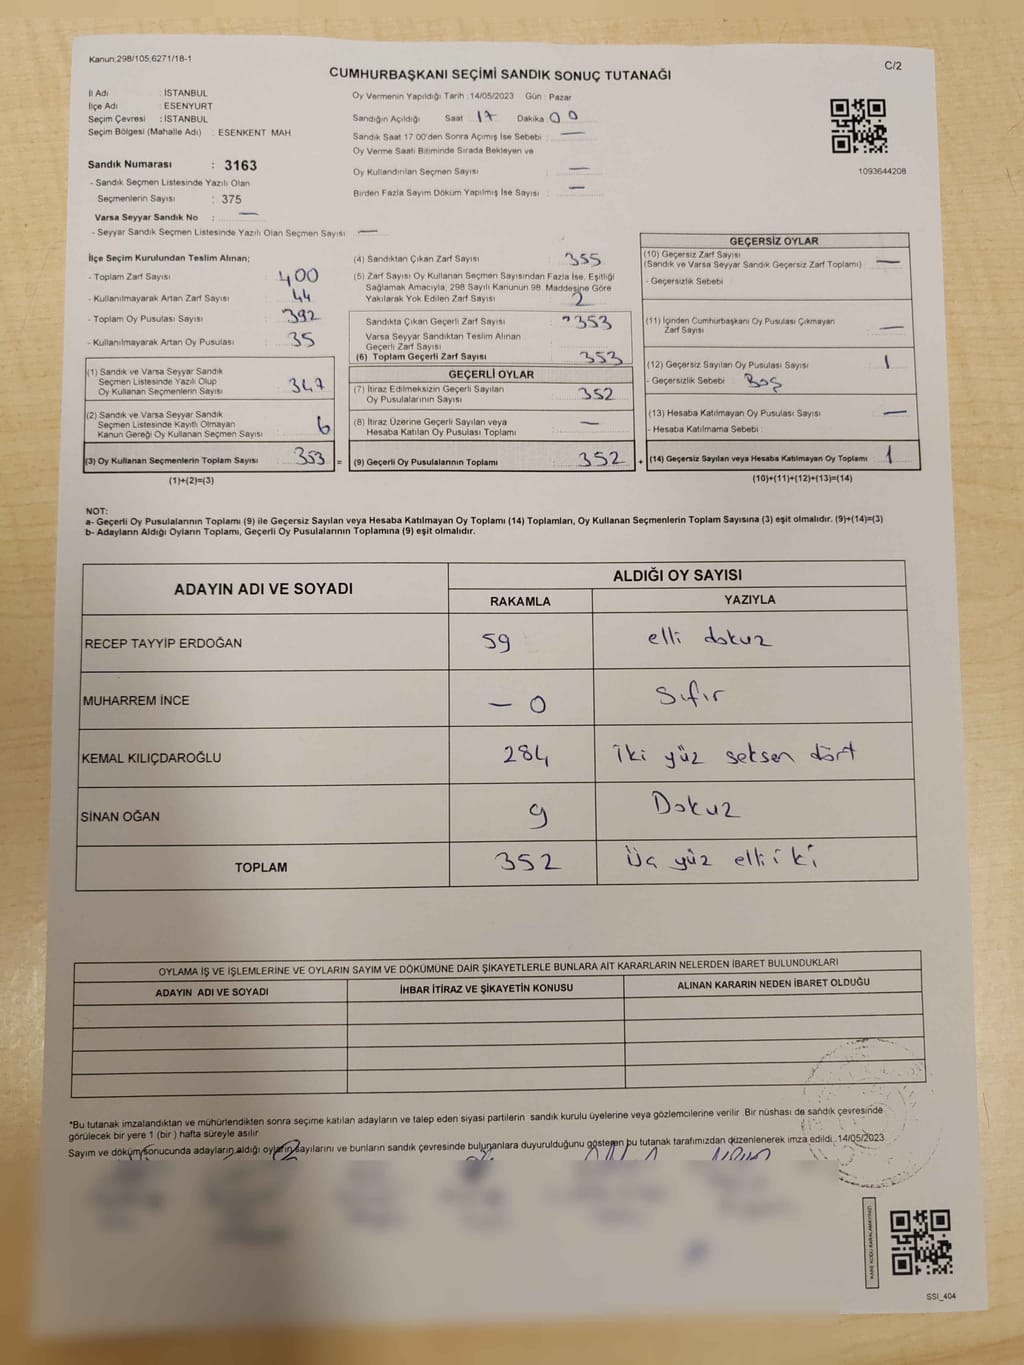 Kanun;298/105;6271/18-1
C/2
CUMHURBAŞKANI SEÇİMİ SANDIK SONUÇ TUTANAĞI
İl Adı : İSTANBUL
İlçe Adı : ESENYURT
Seçim Çevresi : İSTANBUL
Seçim Bölgesi (Mahalle Adı) : ESENKENT MAH
Oy Vermenin Yapıldığı Tarih :14/05/2023 Gün : Pazar
Sandığın Açıldığı Saat 17 Dakika 00
Sandık Saat 17:00'den Sonra Açımış İse Sebebi : —
Oy Verme Saati Bitiminde Sırada Bekleyen ve
Oy Kullandırılan Seçmen Sayısı : —
Birden Fazla Sayım Döküm Yapılmış İse Sayısı : —
1093644208
Sandık Numarası : 3163
- Sandık Seçmen Listesinde Yazılı Olan
Seçmenlerin Sayısı : 375
Varsa Seyyar Sandık No : —
- Seyyar Sandık Seçmen Listesinde Yazılı Olan Seçmen Sayısı : —
İlçe Seçim Kurulundan Teslim Alınan;
- Toplam Zarf Sayısı : 400
- Kullanılmayarak Artan Zarf Sayısı : 44
- Toplam Oy Pusulası Sayısı : 392
- Kullanılmayarak Artan Oy Pusulası : 35
(1) Sandık ve Varsa Seyyar Sandık
Seçmen Listesinde Yazılı Olup
Oy Kullanan Seçmenlerin Sayısı : 347
(2) Sandık ve Varsa Seyyar Sandık
Seçmen Listesinde Kayıtlı Olmayan
Kanun Gereği Oy Kullanan Seçmen Sayısı : 6
(3) Oy Kullanan Seçmenlerin Toplam Sayısı : 353 =
(1)+(2)=(3)
(4) Sandıktan Çıkan Zarf Sayısı : 355
(5) Zarf Sayısı Oy Kullanan Seçmen Sayısından Fazla İse, Eşitliği
Sağlamak Amacıyla, 298 Sayılı Kanunun 98. Maddesine Göre
Yakılarak Yok Edilen Zarf Sayısı : 2
Sandıkta Çıkan Geçerli Zarf Sayısı : 353
Varsa Seyyar Sandıktan Teslim Alınan
Geçerli Zarf Sayısı
(6) Toplam Geçerli Zarf Sayısı : 353
GEÇERLİ OYLAR
(7) İtiraz Edilmeksizin Geçerli Sayılan
Oy Pusulalarının Sayısı : 352
(8) İtiraz Üzerine Geçerli Sayılan veya
Hesaba Katılan Oy Pusulası Toplamı : —
(9) Geçerli Oy Pusulalarının Toplamı : 352 +
GEÇERSİZ OYLAR
(10) Geçersiz Zarf Sayısı
(Sandık ve Varsa Seyyar Sandık Geçersiz Zarf Toplamı) : —
- Geçersizlik Sebebi :
(11) İçinden Cumhurbaşkanı Oy Pusulası Çıkmayan
Zarf Sayısı : —
(12) Geçersiz Sayılan Oy Pusulası Sayısı : 1
- Geçersizlik Sebebi : Boş
(13) Hesaba Katılmayan Oy Pusulası Sayısı : —
- Hesaba Katılmama Sebebi :
(14) Geçersiz Sayılan veya Hesaba Katılmayan Oy Toplamı : 1
(10)+(11)+(12)+(13)=(14)
NOT:
a- Geçerli Oy Pusulalarının Toplamı (9) ile Geçersiz Sayılan veya Hesaba Katılmayan Oy Toplamı (14) Toplamları, Oy Kullanan Seçmenlerin Toplam Sayısına (3) eşit olmalıdır. (9)+(14)=(3)
b- Adayların Aldığı Oyların Toplamı, Geçerli Oy Pusulalarının Toplamına (9) eşit olmalıdır.
ADAYIN ADI VE SOYADI
ALDIĞI OY SAYISI
RAKAMLA YAZIYLA
RECEP TAYYİP ERDOĞAN 59 elli dokuz
MUHARREM İNCE — 0 Sıfır
KEMAL KILIÇDAROĞLU 284 İki yüz seksen dört
SİNAN OĞAN 9 Dokuz
TOPLAM 352 Üç yüz elli iki
OYLAMA İŞ VE İŞLEMLERİNE VE OYLARIN SAYIM VE DÖKÜMÜNE DAİR ŞİKAYETLERLE BUNLARA AİT KARARLARIN NELERDEN İBARET BULUNDUKLARI
ADAYIN ADI VE SOYADI İHBAR İTİRAZ VE ŞİKAYETİN KONUSU ALINAN KARARIN NEDEN İBARET OLDUĞU
*Bu tutanak imzalandıktan ve mühürlendikten sonra seçime katılan adayların ve talep eden siyasi partilerin sandık kurulu üyelerine veya gözlemcilerine verilir .Bir nüshası de sandık çevresinde
görülecek bir yere 1 (bir ) hafta süreyle asılır.
Sayım ve döküm sonucunda adayların aldığı oyların sayılarını ve bunların sandık çevresinde bulunanlara duyurulduğunu gösteren bu tutanak tarafımızdan düzenlenerek imza edildi. 14/05/2023
KARE KODU KARALAMAYINIZ!
SSI_404